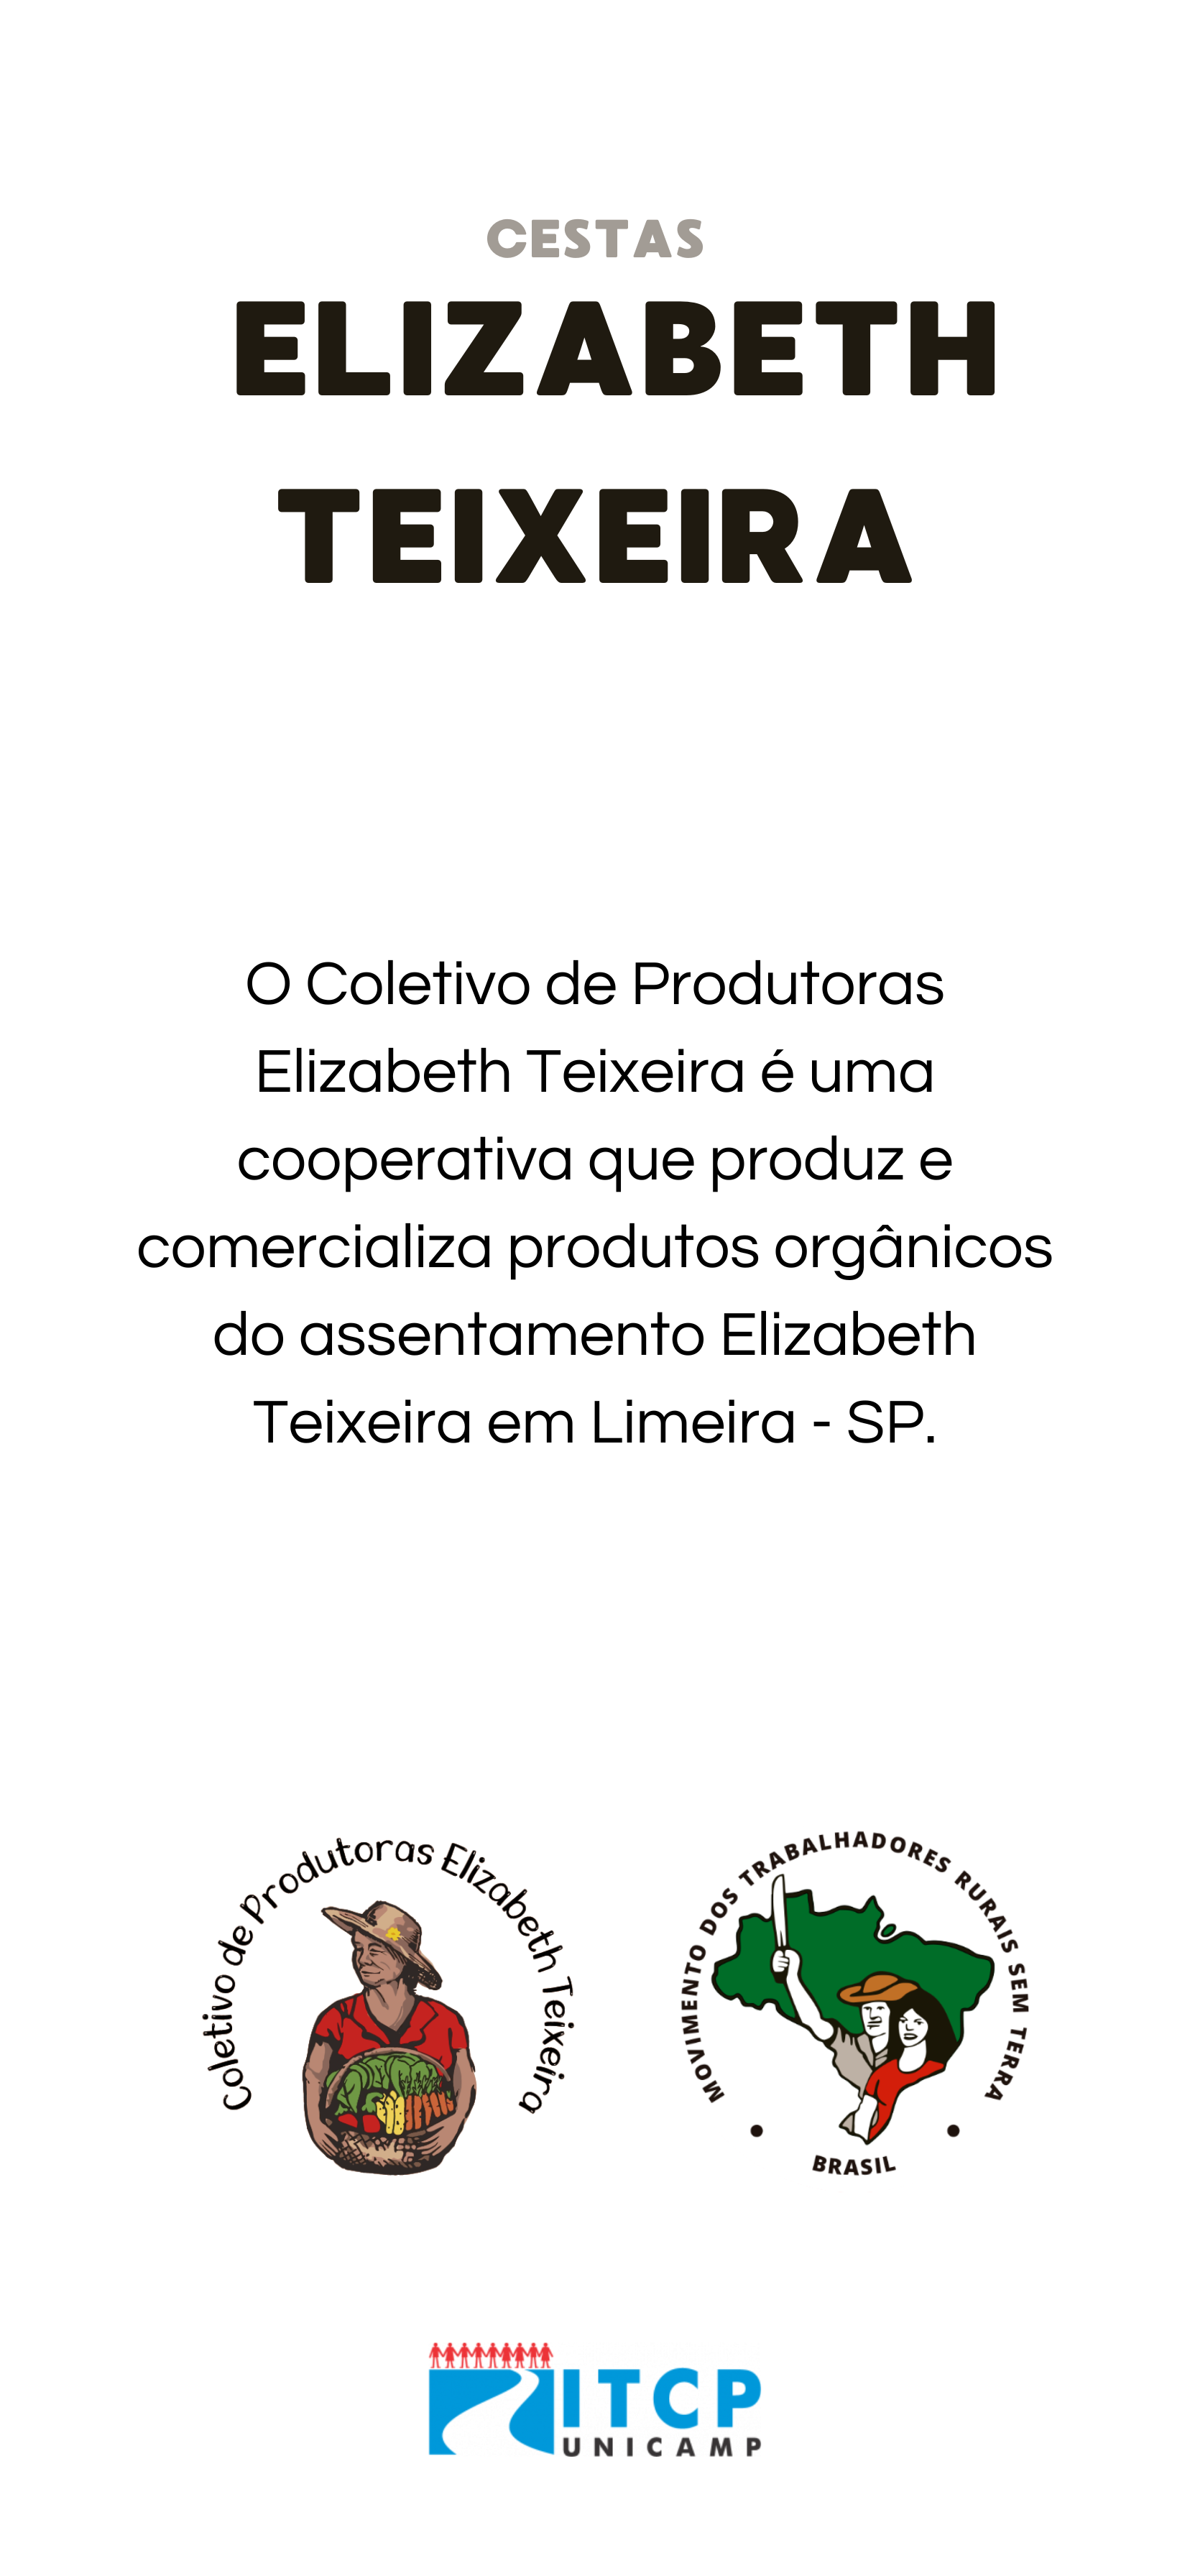 CESTAS
ELIZABETH
TEIXEIRA
O Coletivo de Produtoras
Elizabeth Teixeira é uma
cooperativa que produz e
comercializa produtos orgânicos
do assentamento Elizabeth
Teixeira em Limeira - SP.
Coletivo de Produtoras Elizabeth Teixeira
MOVIMENTO DOS TRABALHADORES RURAIS SEM TERRA
• BRASIL •
ITCP
UNICAMP